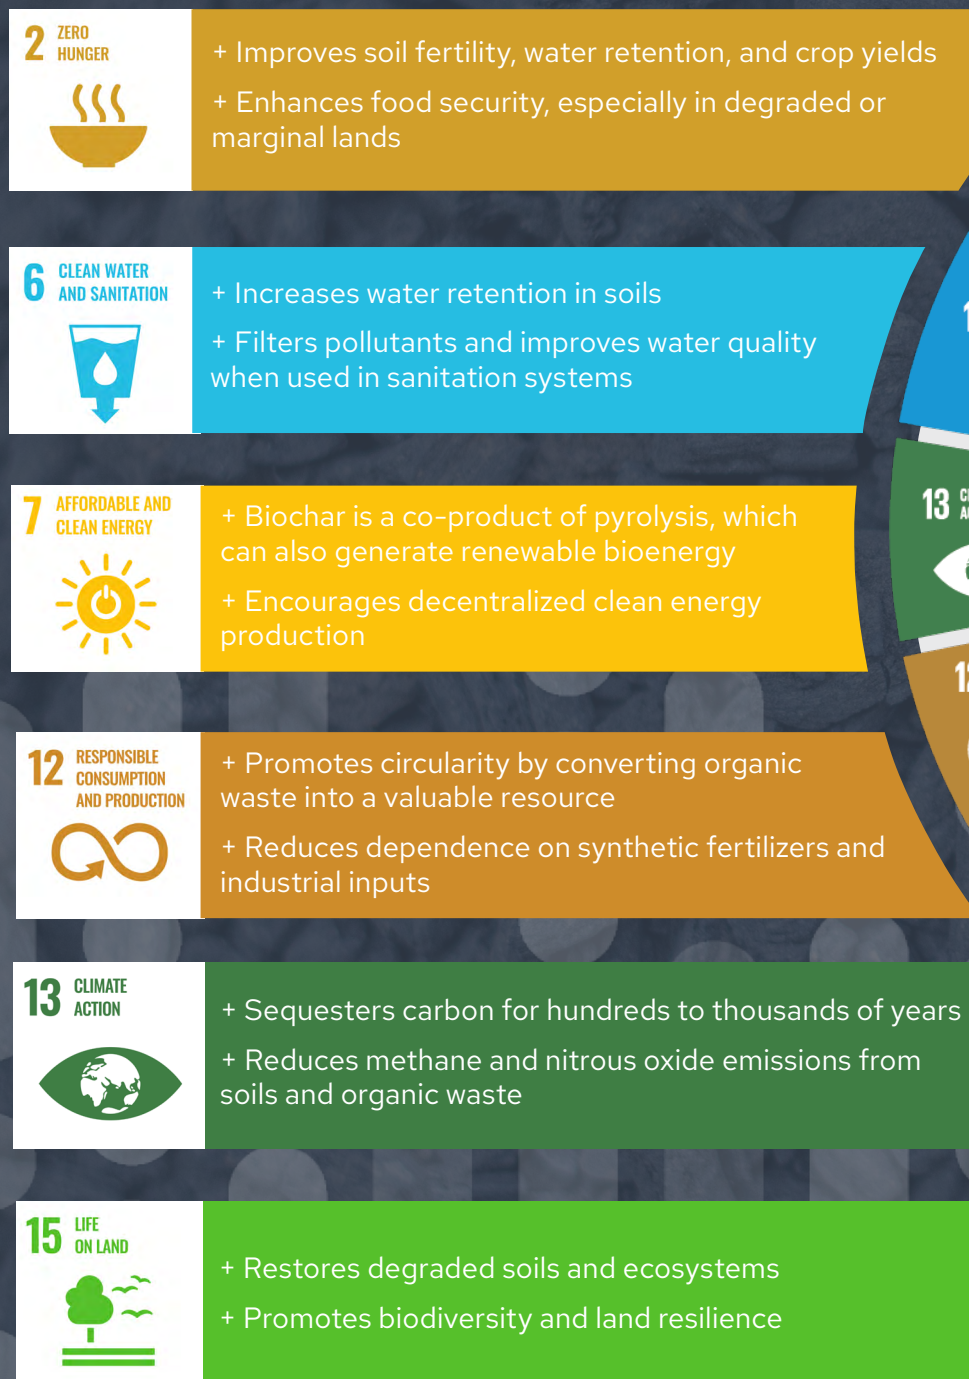 2 ZERO
HUNGER
+ Improves soil fertility, water retention, and crop yields
+ Enhances food security, especially in degraded or
marginal lands
6 CLEAN WATER
AND SANITATION
+ Increases water retention in soils
+ Filters pollutants and improves water quality
when used in sanitation systems
7 AFFORDABLE AND
CLEAN ENERGY
+ Biochar is a co-product of pyrolysis, which
can also generate renewable bioenergy
+ Encourages decentralized clean energy
production
13
12 RESPONSIBLE
CONSUMPTION
AND PRODUCTION
+ Promotes circularity by converting organic
waste into a valuable resource
+ Reduces dependence on synthetic fertilizers and
industrial inputs
13 CLIMATE
ACTION
+ Sequesters carbon for hundreds to thousands of years
+ Reduces methane and nitrous oxide emissions from
soils and organic waste
15 LIFE
ON LAND
+ Restores degraded soils and ecosystems
+ Promotes biodiversity and land resilience